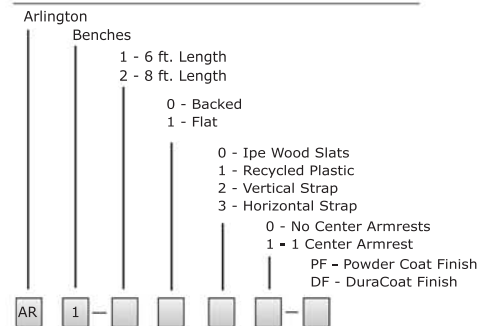 Arlington
Benches
1 - 6 ft. Length
2 - 8 ft. Length
0 - Backed
1 - Flat
0 - Ipe Wood Slats
1 - Recycled Plastic
2 - Vertical Strap
3 - Horizontal Strap
0 - No Center Armrests
1 - 1 Center Armrest
PF - Powder Coat Finish
DF - DuraCoat Finish
AR 1 - -